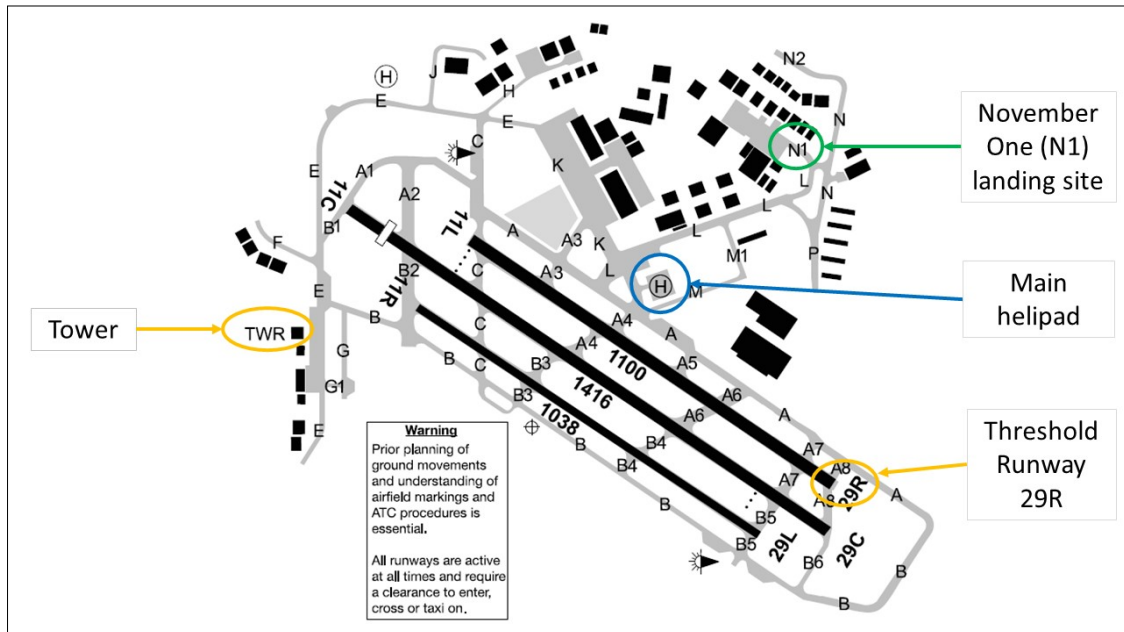 N2
J
H
E
H
N
November
One (N1)
landing site
E
C
K
N1
E
A1
A2
L
N
11C
11L
A
A3
K
L
L
B1
F
M1
P
C
A3
L
H
M
Main
helipad
B2
11R
E
Tower
TWR
B
C
A4
A
G
B
A4
1100
A5
C
B3
1416
A6
G1
B3
1038
A6
A
E
B
B4
B4
A7
A8
Threshold
Runway
29R
A7
A8
29R
A
B
B5
B5
29L
29C
B6
B
B
Warning
Prior planning of
ground movements
and understanding of
airfield markings and
ATC procedures is
essential.
All runways are active
at all times and require
a clearance to enter,
cross or taxi on.